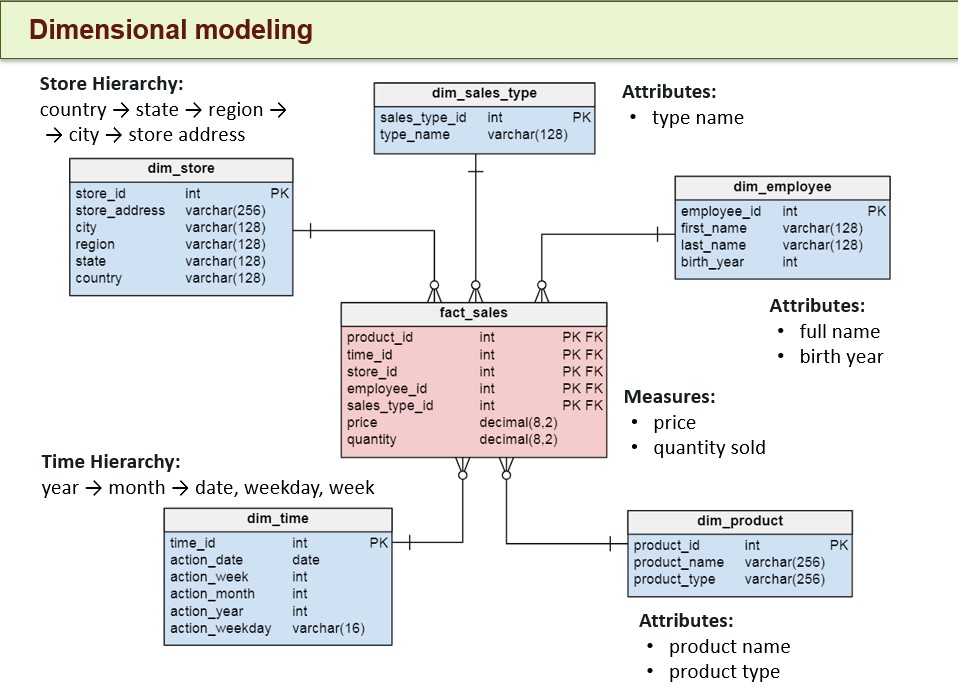 Dimensional modeling
Store Hierarchy:
country → state → region →
→ city → store address
dim_store
store_id int PK
store_address varchar(256)
city varchar(128)
region varchar(128)
state varchar(128)
country varchar(128)
dim_sales_type
sales_type_id int PK
type_name varchar(128)
Attributes:
• type name
dim_employee
employee_id int PK
first_name varchar(128)
last_name varchar(128)
birth_year int
Attributes:
• full name
• birth year
fact_sales
product_id int PK FK
time_id int PK FK
store_id int PK FK
employee_id int PK FK
sales_type_id int PK FK
price decimal(8,2)
quantity decimal(8,2)
Measures:
• price
• quantity sold
Time Hierarchy:
year → month → date, weekday, week
dim_time
time_id int PK
action_date date
action_week int
action_month int
action_year int
action_weekday varchar(16)
dim_product
product_id int PK
product_name varchar(256)
product_type varchar(256)
Attributes:
• product name
• product type